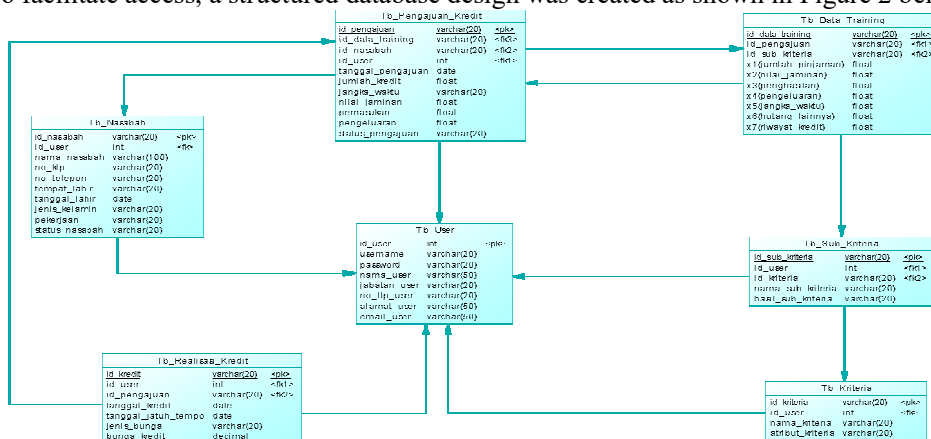 o facilitate access, a structured database design was created as shown in Figure 2 bel
Tb_Pengajuan_Kredit
id_pengajuan varchar(20) <pk>
id_data_training varchar(20) <fk3>
id_nasabah varchar(20) <fk2>
id_user int <fk1>
tanggal_pengajuan date
jumlah_kredit float
jangka_waktu varchar(20)
nilai_jaminan float
pemasukan float
pengeluaran float
status_pengajuan varchar(20)
Tb_Data_Training
id_data_training varchar(20) <pk>
id_pengajuan varchar(20) <fk1>
id_sub_kriteria varchar(20) <fk2>
x1(jumlah_pinjaman) float
x2(nilai_jaminan) float
x3(penghasilan) float
x4(pengeluaran) float
x5(jangka_waktu) float
x6(hutang_lainnya) float
x7(riwayat_kredit) float
Tb_Nasabah
id_nasabah varchar(20) <pk>
id_user int <fk>
nama_nasabah varchar(100)
no_ktp varchar(20)
no_telepon varchar(20)
tempat_lahir varchar(20)
tanggal_lahir date
jenis_kelamin varchar(20)
pekerjaan varchar(20)
status_nasabah varchar(20)
Tb_User
id_user int <pk>
username varchar(20)
password varchar(20)
nama_user varchar(50)
jabatan_user varchar(20)
no_tlp_user varchar(20)
alamat_user varchar(50)
email_user varchar(50)
Tb_Sub_Kriteria
id_sub_kriteria varchar(20) <pk>
id_user int <fk1>
id_kriteria varchar(20) <fk2>
nama_sub_kriteria varchar(20)
hasil_sub_kriteria varchar(20)
Tb_Realisasi_Kredit
id_kredit varchar(20) <pk>
id_user int <fk1>
id_pengajuan varchar(20) <fk2>
tanggal_kredit date
tanggal_jatuh_tempo date
jenis_bunga varchar(20)
bunga_kredit decimal
Tb_Kriteria
id_kriteria varchar(20) <pk>
id_user int <fk>
nama_kriteria varchar(20)
atribut_kriteria varchar(20)